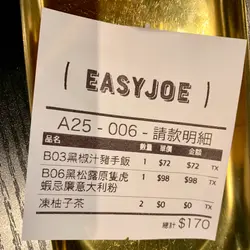 ( EASYJOE )
A25 - 006 - 請款明細
品名 數量 單價 金額
B03黑椒汁豬手飯 1 $72 $72 TX
B06黑松露原隻虎 1 $98 $98 TX
蝦忌廉意大利粉
凍柚子茶 2 $0 $0 TX
總計 $170